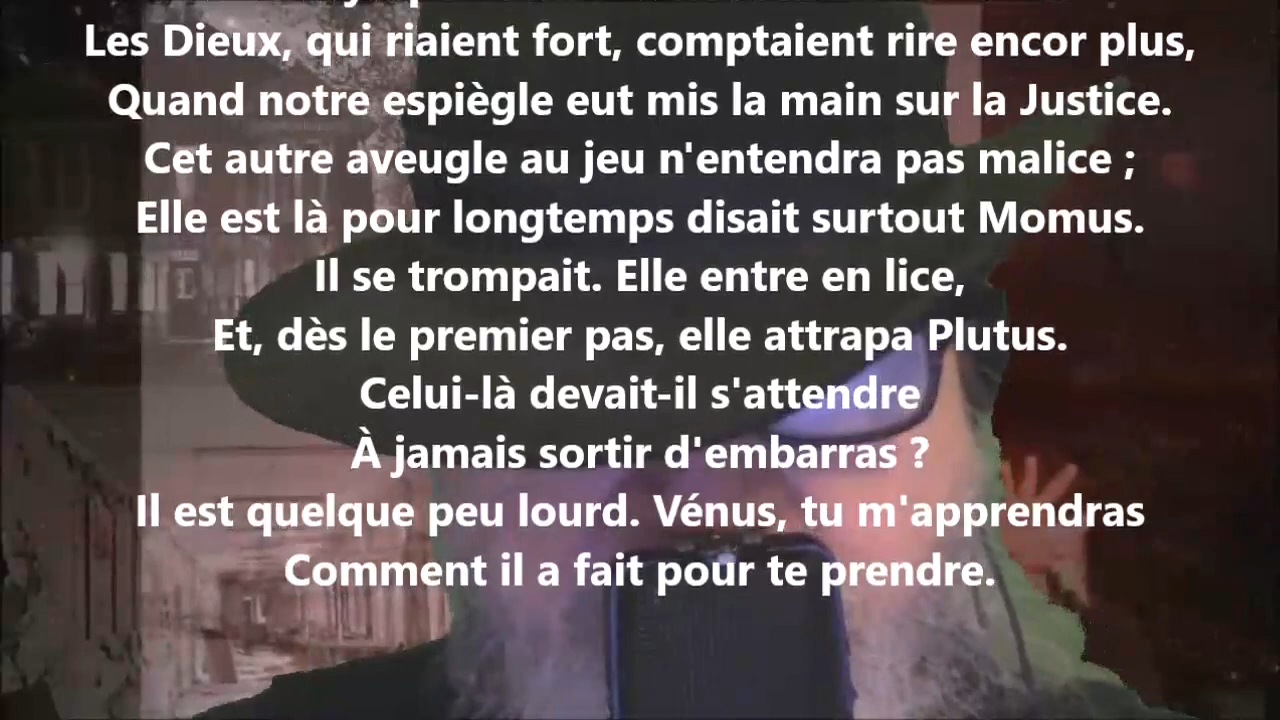 Les Dieux, qui riaient fort, comptaient rire encor plus,
Quand notre espiègle eut mis la main sur la Justice.
Cet autre aveugle au jeu n'entendra pas malice ;
Elle est là pour longtemps disait surtout Momus.
Il se trompait. Elle entre en lice,
Et, dès le premier pas, elle attrapa Plutus.
Celui-là devait-il s'attendre
À jamais sortir d'embarras ?
Il est quelque peu lourd. Vénus, tu m'apprendras
Comment il a fait pour te prendre.